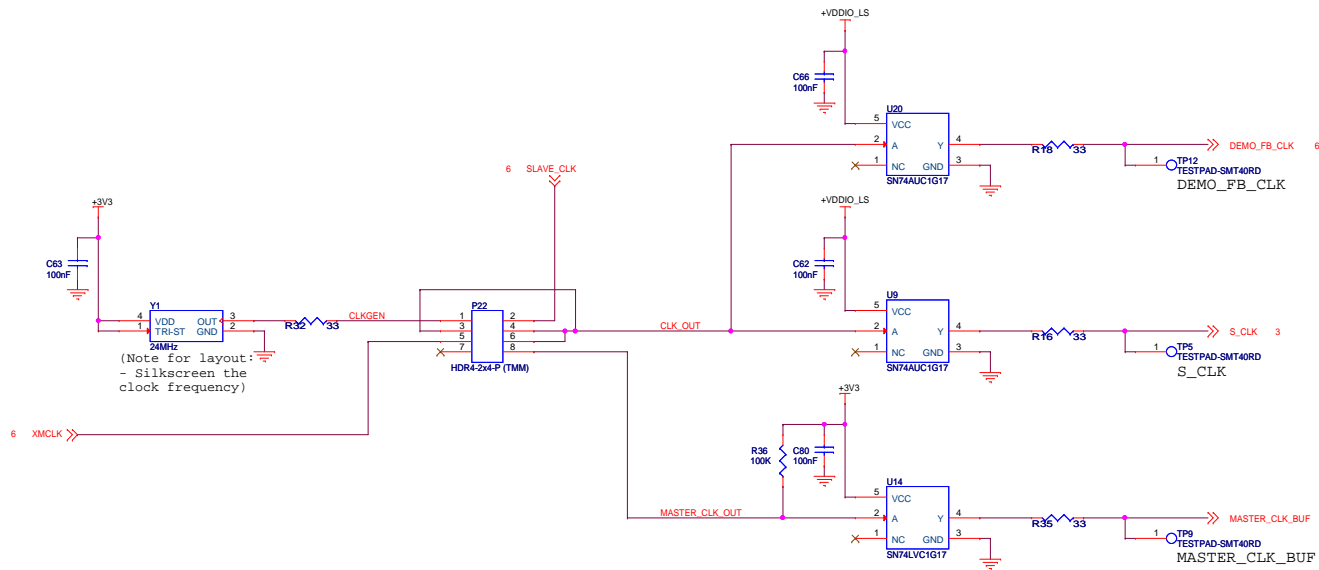 +VDDIO_LS
C66
100nF
U20
5
VCC
2
A
Y
4
1
NC
GND
3
SN74AUC1G17
R18
33
DEMO_FB_CLK
6
1
TP12
TESTPAD-SMT40RD
DEMO_FB_CLK
6
SLAVE_CLK
+3V3
C63
100nF
Y1
4
VDD
OUT
3
1
TRI-ST
GND
2
24MHz
(Note for layout:
- Silkscreen the
clock frequency)
R32
33
CLKGEN
P22
1
2
3
4
5
6
7
8
HDR4-2x4-P (TMM)
CLK_OUT
+VDDIO_LS
C62
100nF
U9
5
VCC
2
A
Y
4
1
NC
GND
3
SN74AUC1G17
R16
33
S_CLK
3
1
TP5
TESTPAD-SMT40RD
S_CLK
6
XMCLK
+3V3
R36
100K
C80
100nF
MASTER_CLK_OUT
U14
5
VCC
2
A
Y
4
1
NC
GND
3
SN74LVC1G17
R35
33
MASTER_CLK_BUF
1
TP9
TESTPAD-SMT40RD
MASTER_CLK_BUF